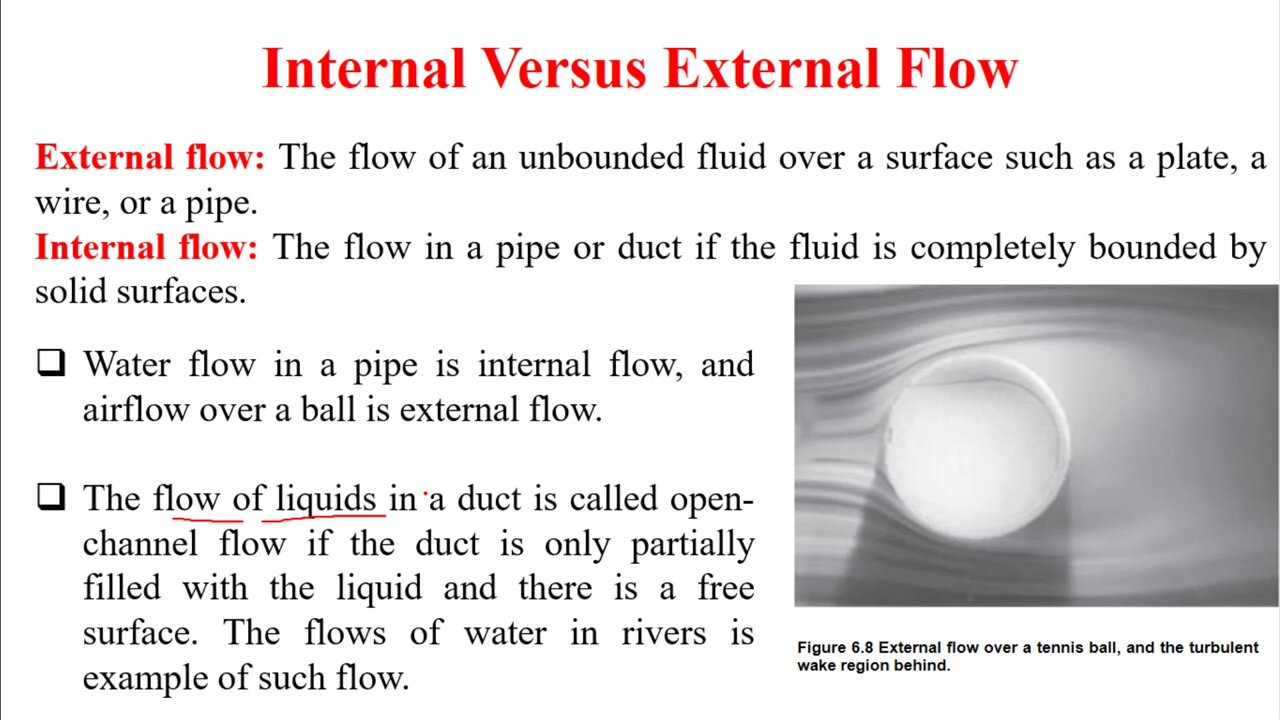 Internal Versus External Flow
External flow: The flow of an unbounded fluid over a surface such as a plate, a
wire, or a pipe.
Internal flow: The flow in a pipe or duct if the fluid is completely bounded by
solid surfaces.
Water flow in a pipe is internal flow, and
airflow over a ball is external flow.
The flow of liquids in a duct is called open-
channel flow if the duct is only partially
filled with the liquid and there is a free
surface. The flows of water in rivers is
example of such flow.
Figure 6.8 External flow over a tennis ball, and the turbulent
wake region behind.